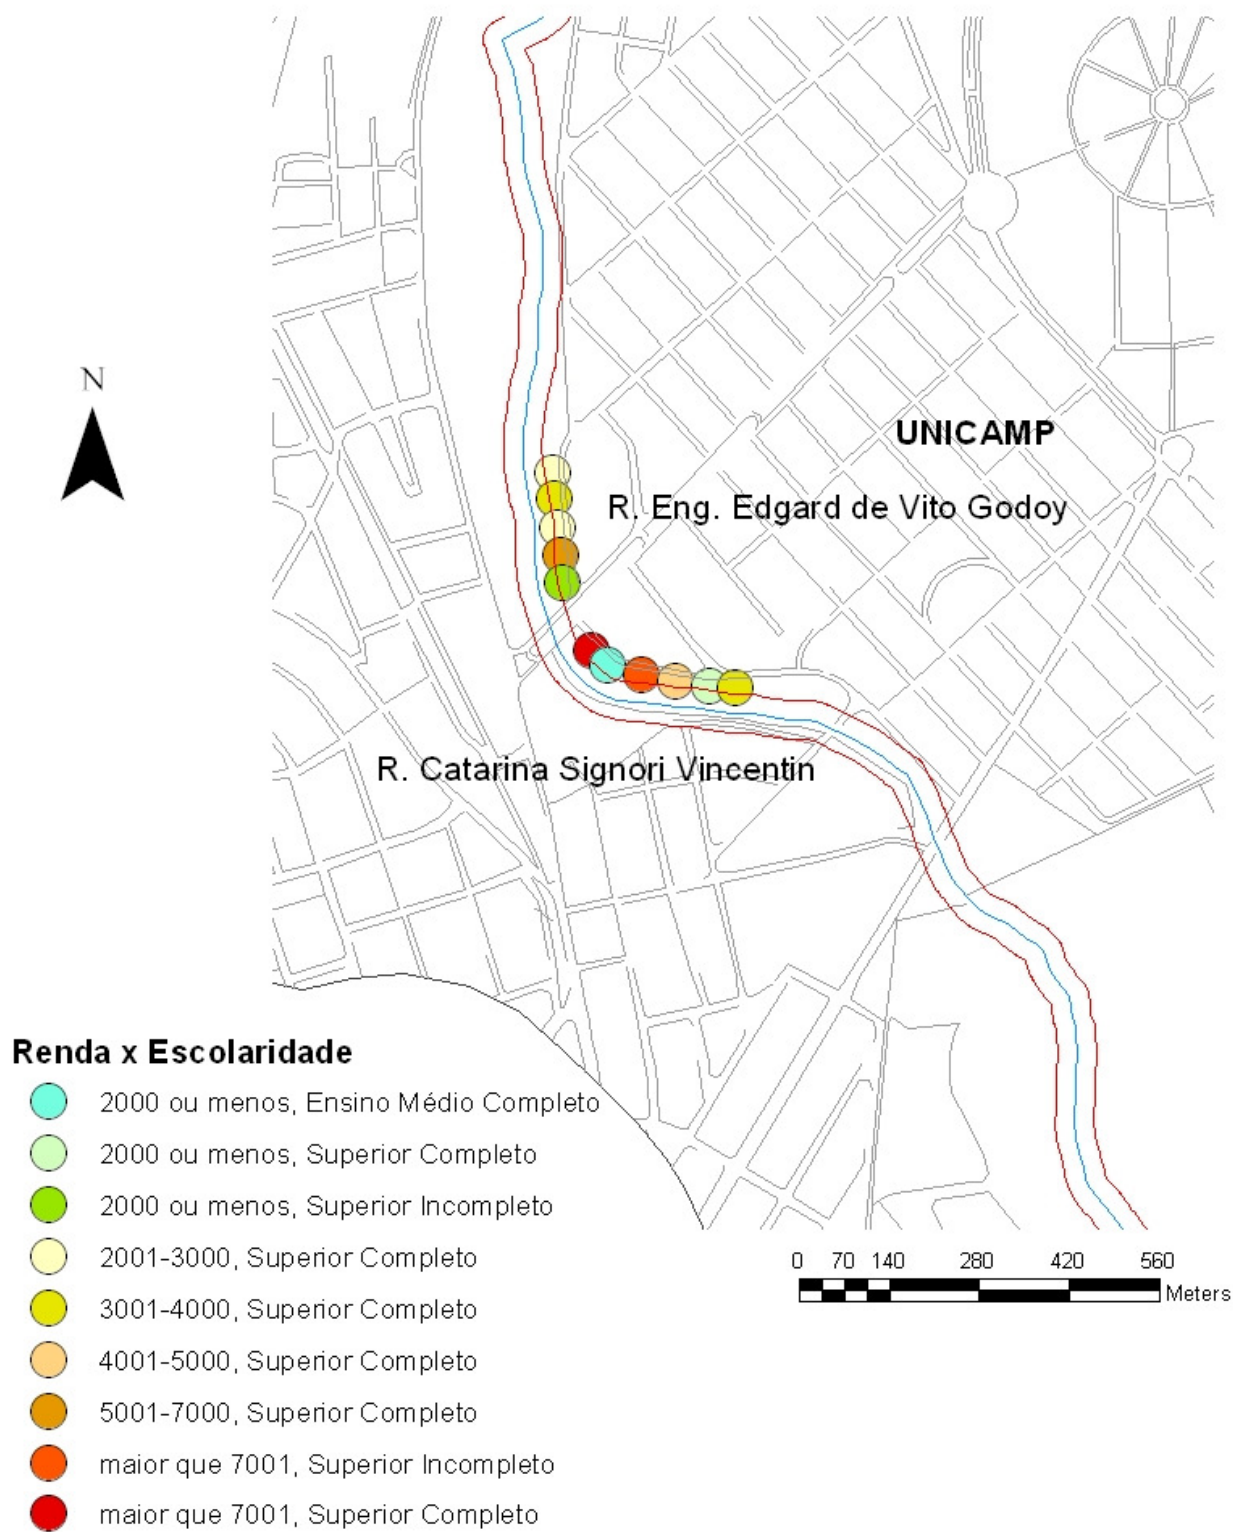 N
UNICAMP
R. Eng. Edgard de Vito Godoy
R. Catarina Signori Vincentin
Renda x Escolaridade
2000 ou menos, Ensino Médio Completo
2000 ou menos, Superior Completo
2000 ou menos, Superior Incompleto
2001-3000, Superior Completo
3001-4000, Superior Completo
4001-5000, Superior Completo
5001-7000, Superior Completo
maior que 7001, Superior Incompleto
maior que 7001, Superior Completo
0 70 140 280 420 560
Meters